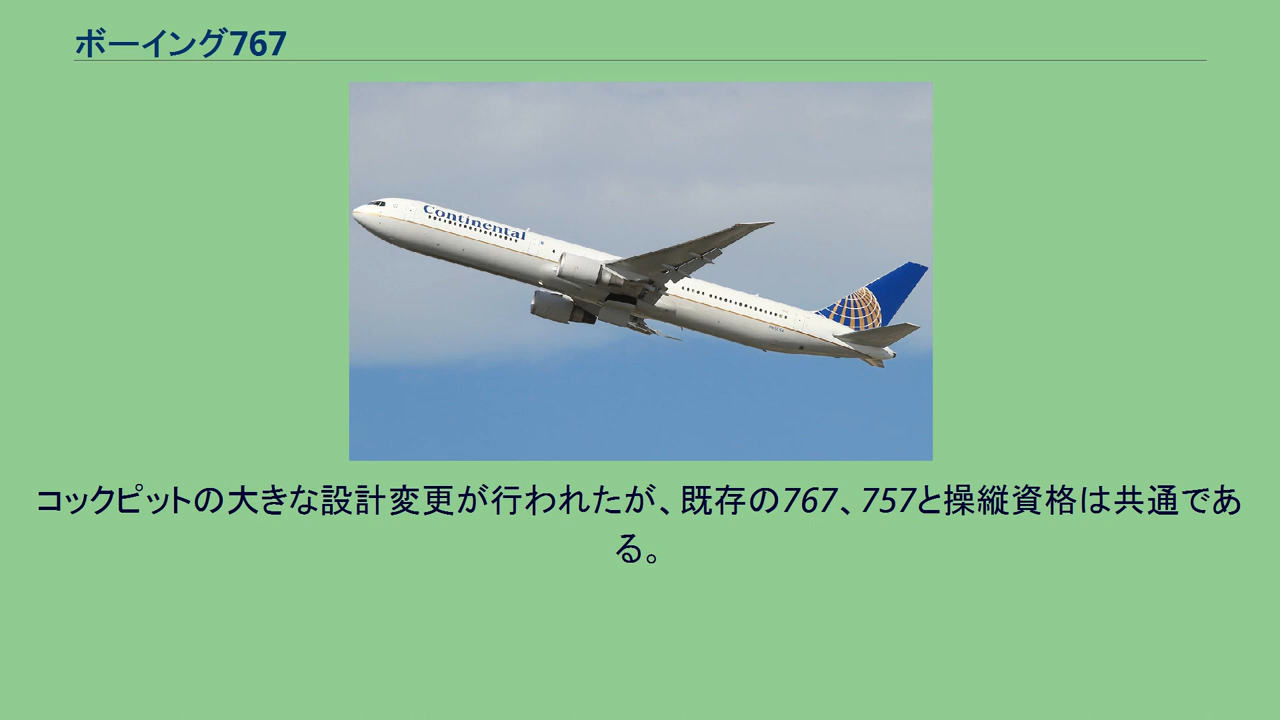 ボーイング767
Continental
コックピットの大きな設計変更が行われたが、既存の767、757と操縦資格は共通であ
る。